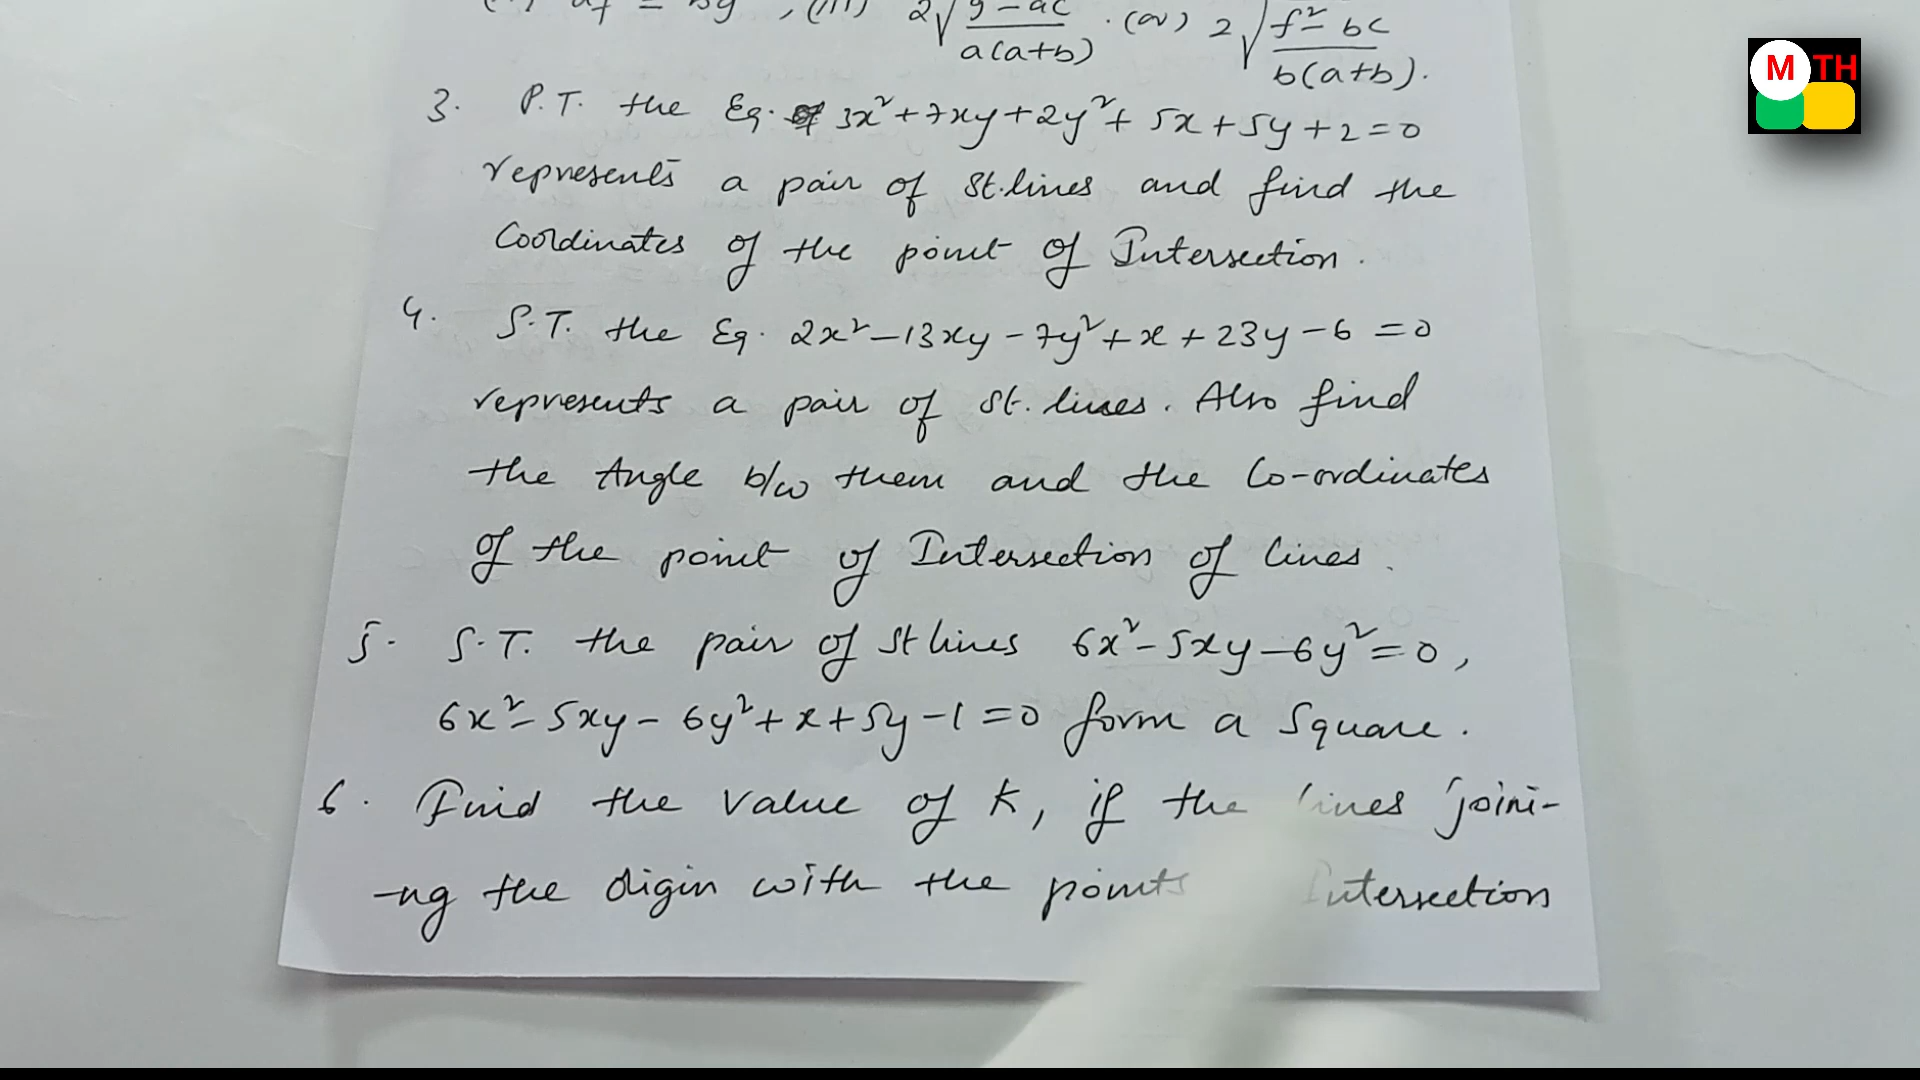 2√ g²-ac / a(a+b) . (iv) 2√ f²-bc / b(a+b).
M TH
3. P.T. the Eq. of 3x²+7xy+2y²+5x+5y+2=0
represents a pair of st.lines and find the
Coordinates of the point of Intersection.
4. S.T. the Eq. 2x²-13xy-7y²+x+23y-6=0
represents a pair of st. lines. Also find
the Angle b/w them and the Co-ordinates
of the point of Intersection of lines.
5. S.T. the pair of st lines 6x²-5xy-6y²=0,
6x²-5xy-6y²+x+5y-1=0 form a Square.
6. Find the Value of K, if the lines joini-
-ng the origin with the points Intersection